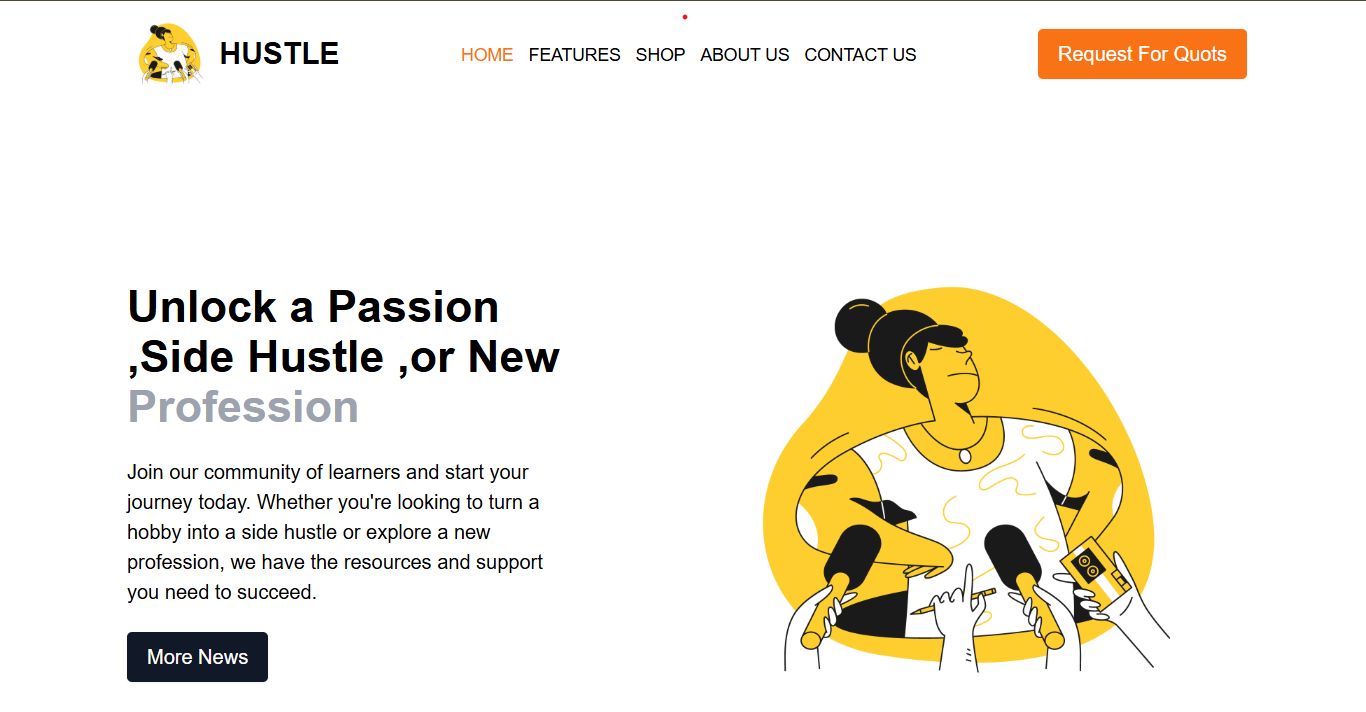 HUSTLE
HOME FEATURES SHOP ABOUT US CONTACT US
Request For Quots
Unlock a Passion
,Side Hustle ,or New
Profession
Join our community of learners and start your
journey today. Whether you're looking to turn a
hobby into a side hustle or explore a new
profession, we have the resources and support
you need to succeed.
More News